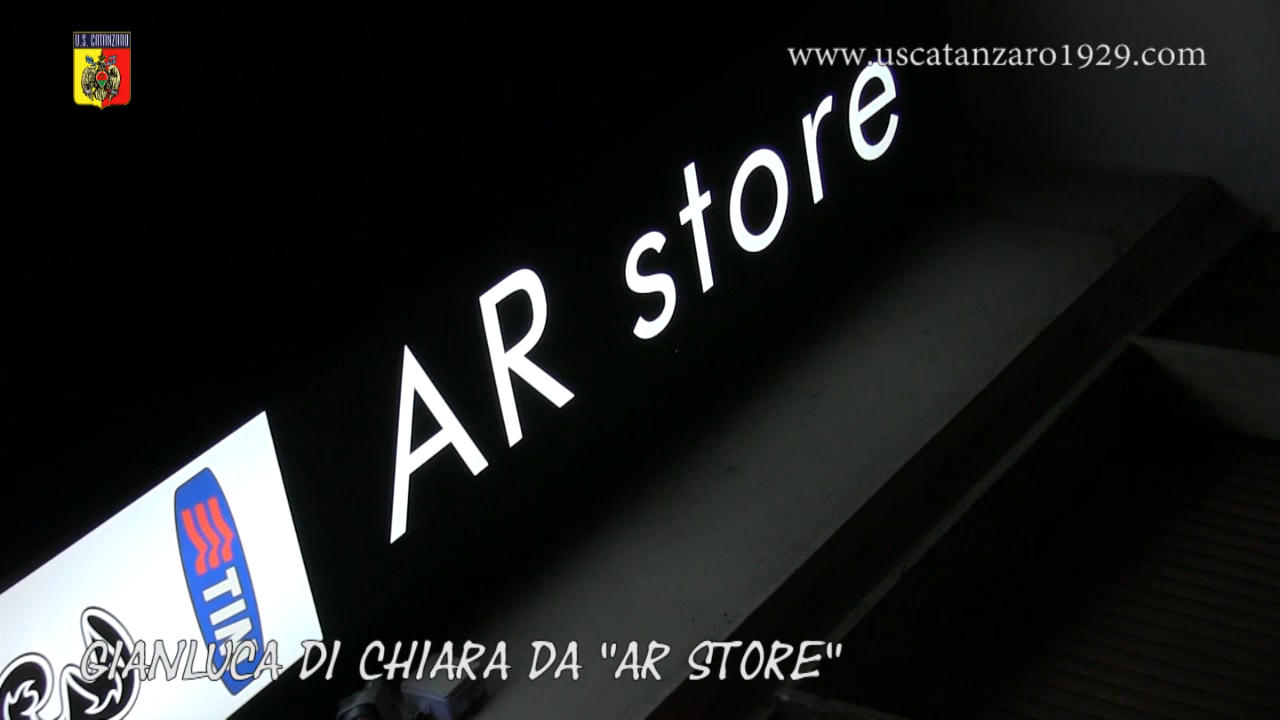 U.S. CATANZARO
www.uscatanzaro1929.com
AR store
TIM
GIANLUCA DI CHIARA DA "AR STORE"